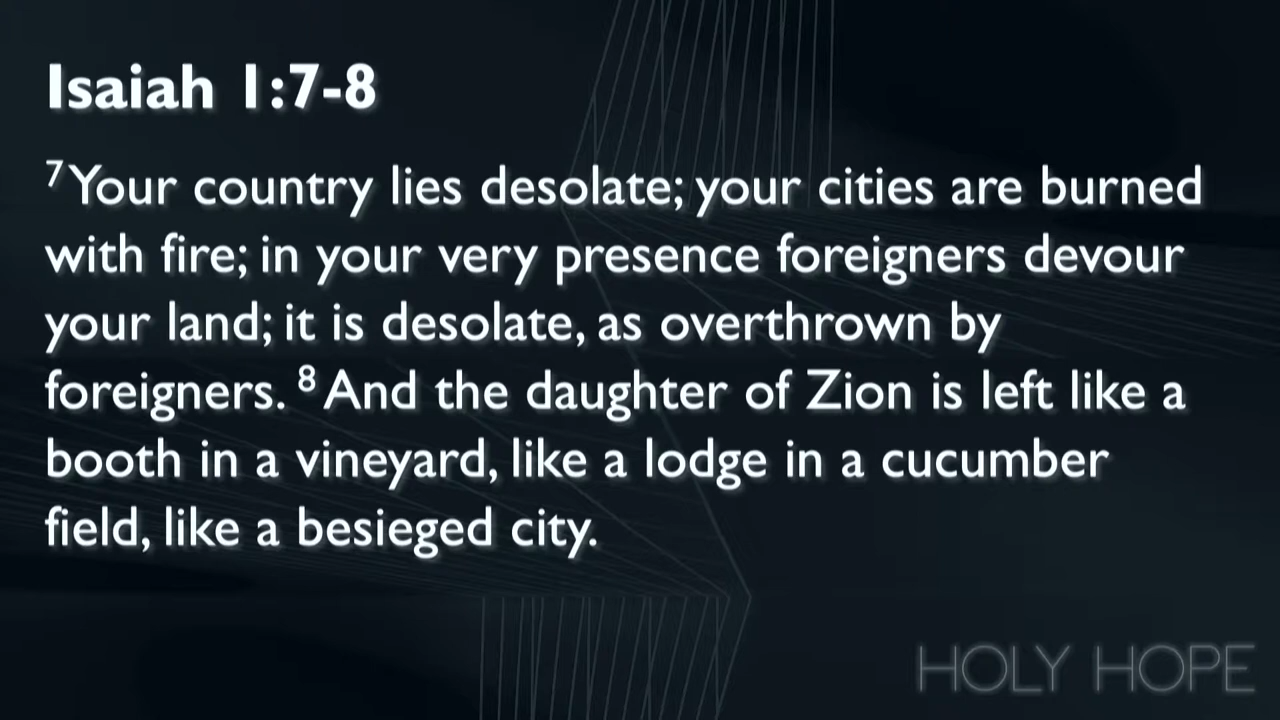 Isaiah 1:7-8
7 Your country lies desolate; your cities are burned
with fire; in your very presence foreigners devour
your land; it is desolate, as overthrown by
foreigners. 8 And the daughter of Zion is left like a
booth in a vineyard, like a lodge in a cucumber
field, like a besieged city.
HOLY HOPE